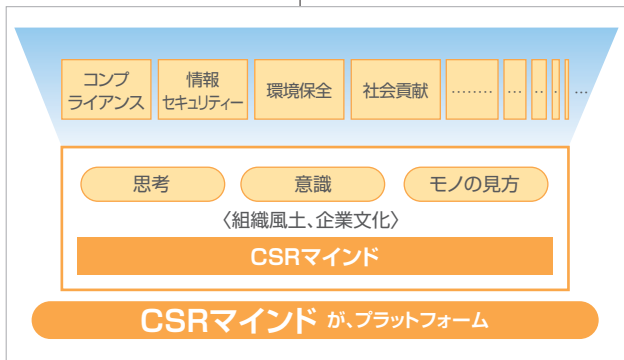 コンプ
ライアンス
情報
セキュリティー
環境保全
社会貢献
………
…
‥
・
…
思考
意識
モノの見方
〈組織風土、企業文化〉
CSRマインド
CSRマインド が、プラットフォーム